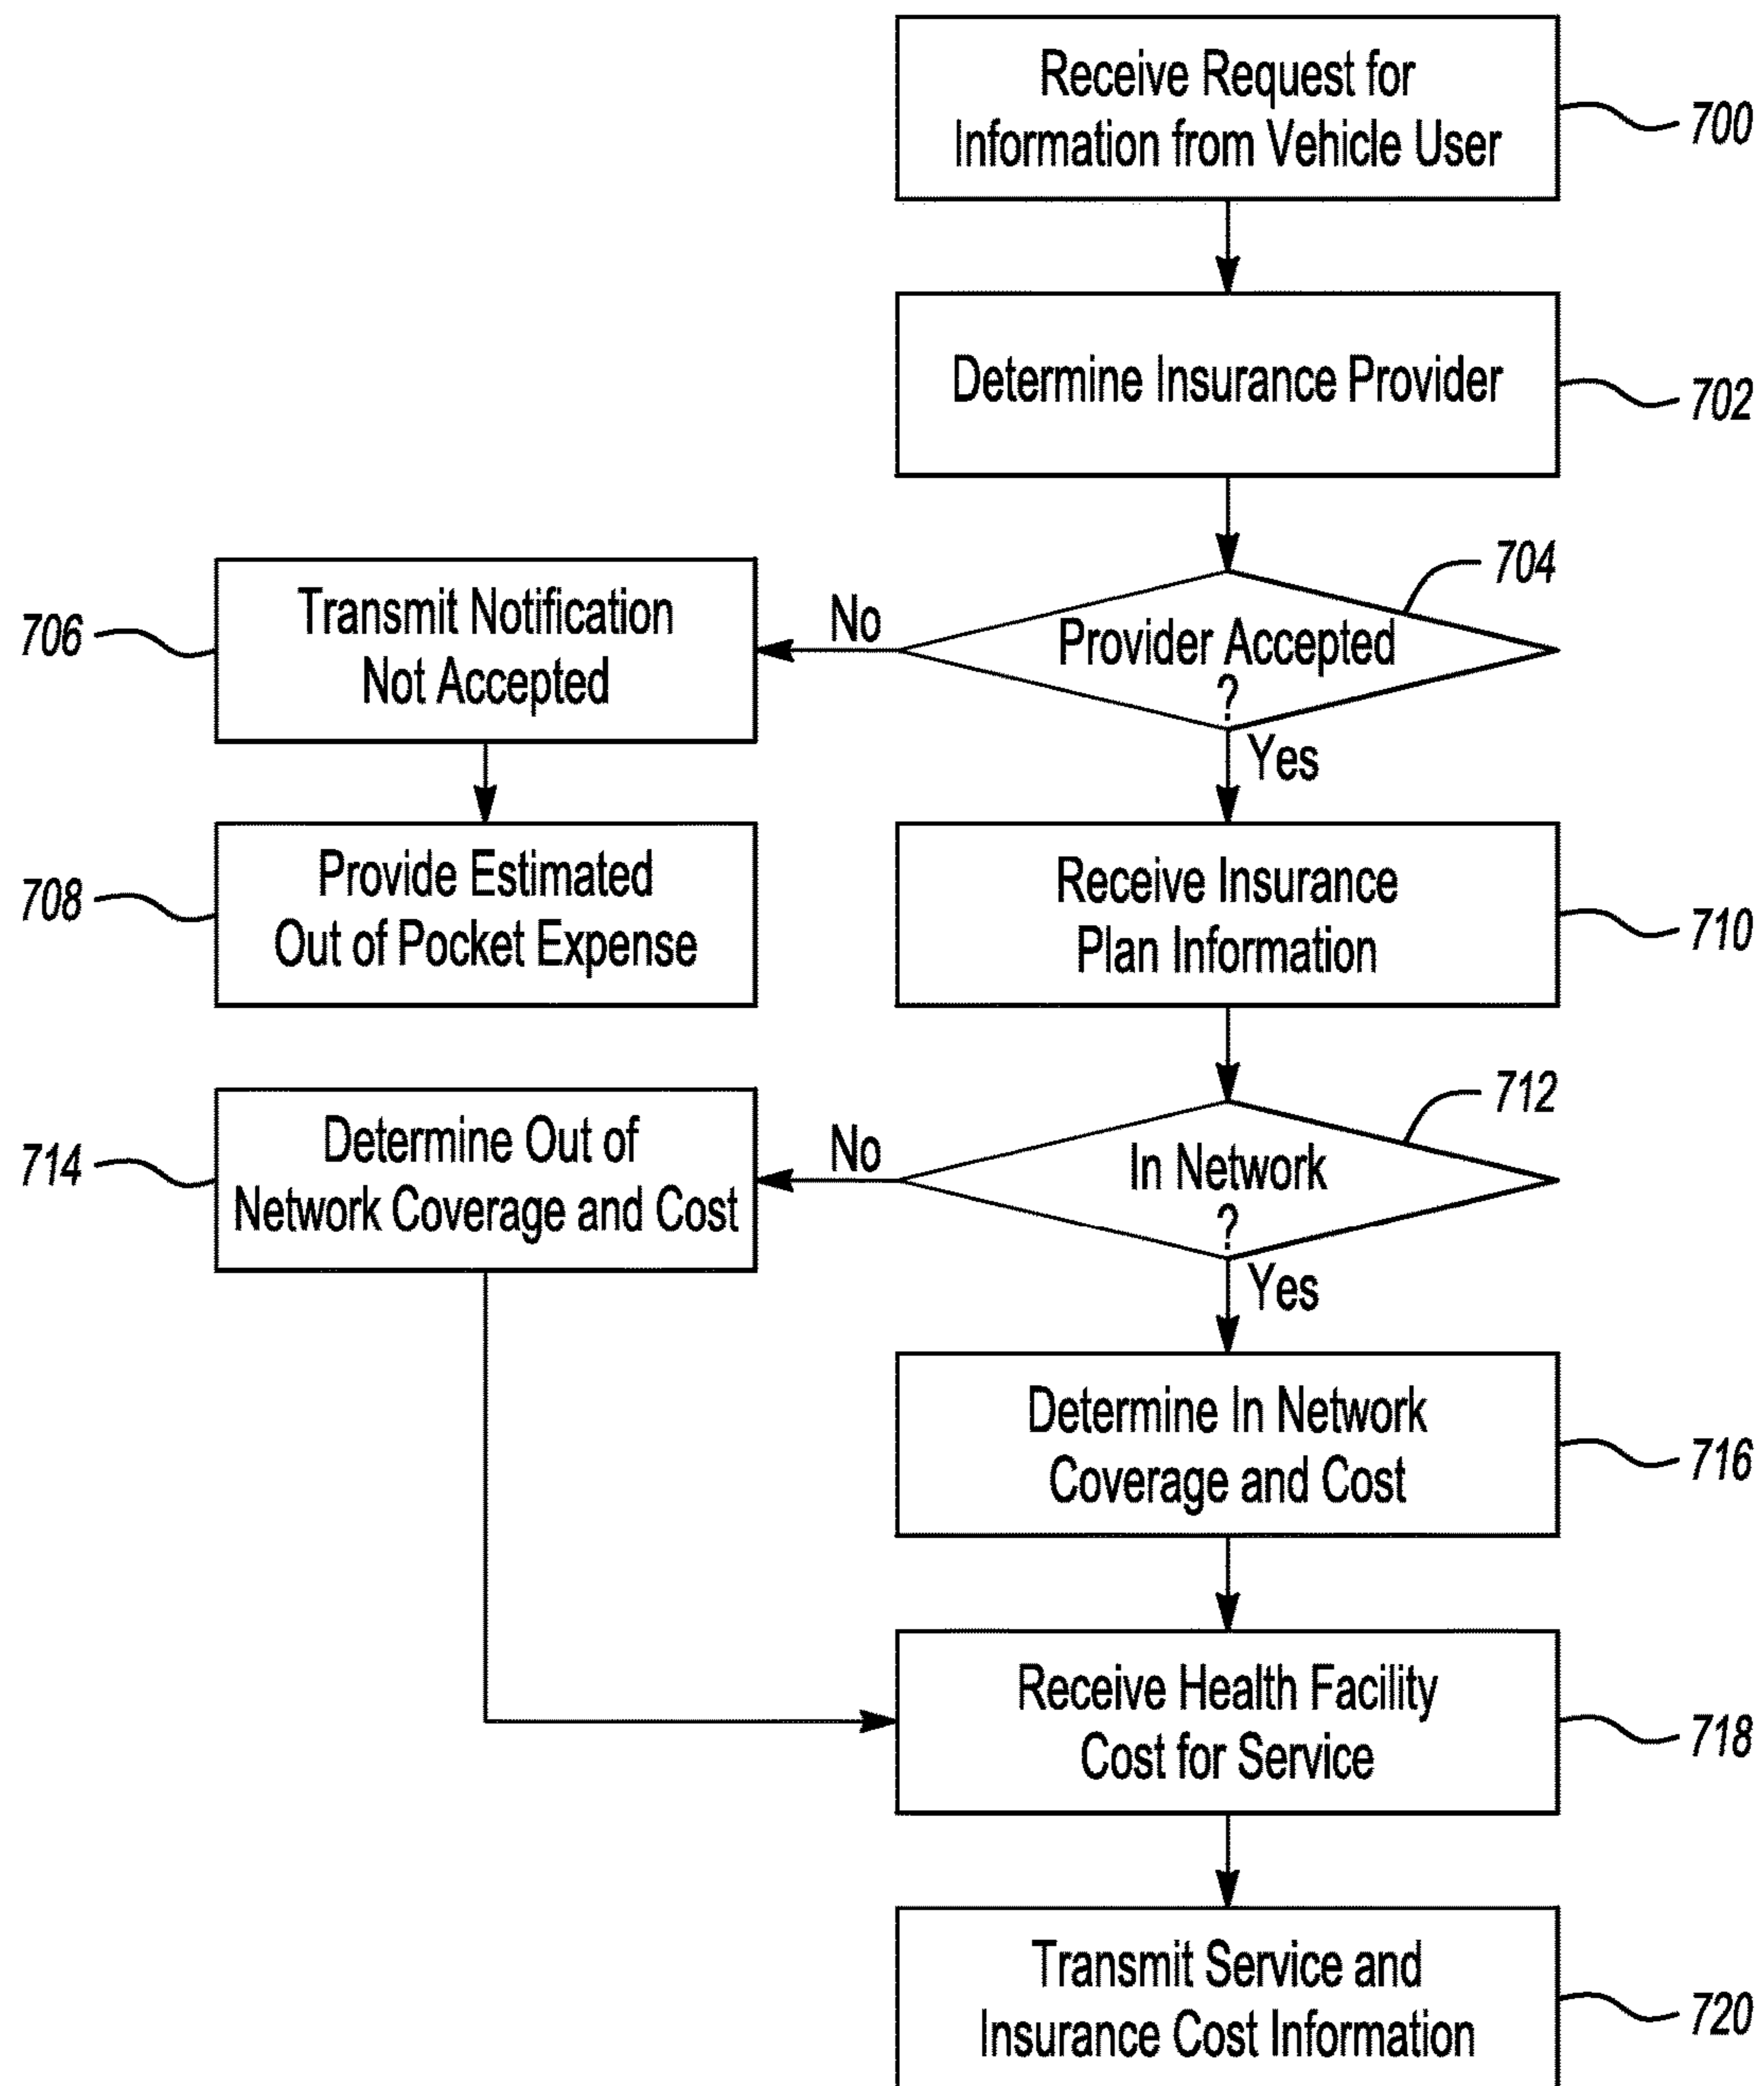 Receive Request for
Information from Vehicle User
700
Determine Insurance Provider
702
704
Provider Accepted
?
No
Yes
706
Transmit Notification
Not Accepted
708
Provide Estimated
Out of Pocket Expense
Receive Insurance
Plan Information
710
712
In Network
?
No
Yes
714
Determine Out of
Network Coverage and Cost
Determine In Network
Coverage and Cost
716
Receive Health Facility
Cost for Service
718
Transmit Service and
Insurance Cost Information
720